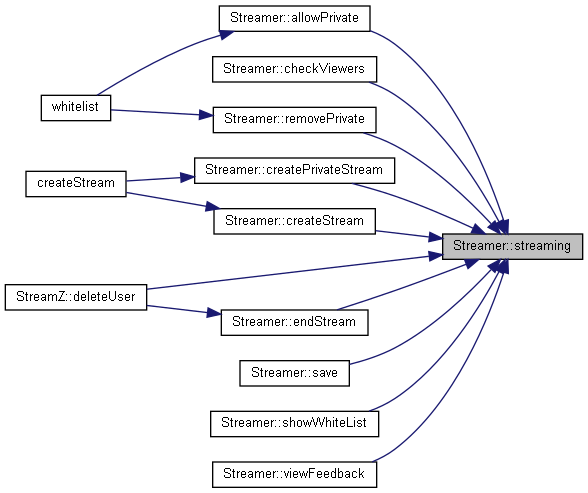 Streamer::allowPrivate
Streamer::checkViewers
whitelist
Streamer::removePrivate
Streamer::createPrivateStream
createStream
Streamer::createStream
Streamer::streaming
StreamZ::deleteUser
Streamer::endStream
Streamer::save
Streamer::showWhiteList
Streamer::viewFeedback